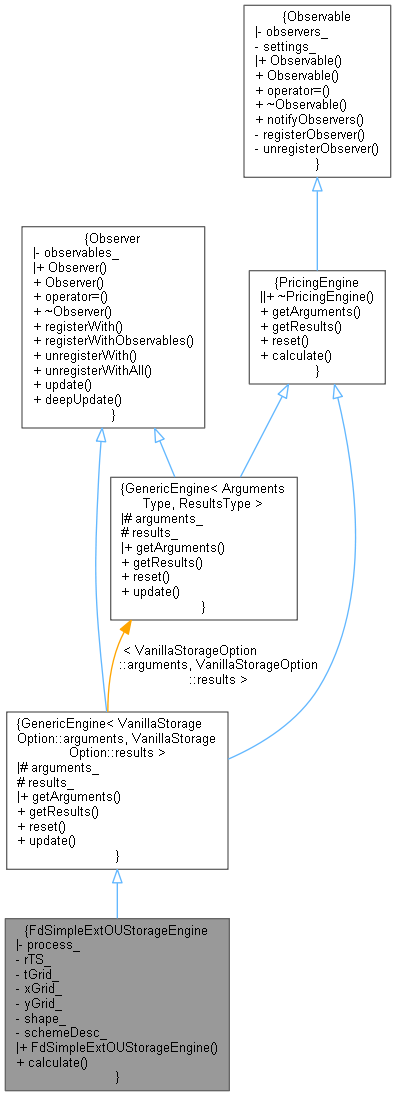 {Observable
|- observers_
- settings_
|+ Observable()
+ Observable()
+ operator=()
+ ~Observable()
+ notifyObservers()
- registerObserver()
- unregisterObserver()
}
{Observer
|- observables_
|+ Observer()
+ Observer()
+ operator=()
+ ~Observer()
+ registerWith()
+ registerWithObservables()
+ unregisterWith()
+ unregisterWithAll()
+ update()
+ deepUpdate()
}
{PricingEngine
||+ ~PricingEngine()
+ getArguments()
+ getResults()
+ reset()
+ calculate()
}
{GenericEngine< Arguments
Type, ResultsType >
|# arguments_
# results_
|+ getArguments()
+ getResults()
+ reset()
+ update()
}
< VanillaStorageOption
::arguments, VanillaStorageOption
::results >
{GenericEngine< VanillaStorage
Option::arguments, VanillaStorage
Option::results >
|# arguments_
# results_
|+ getArguments()
+ getResults()
+ reset()
+ update()
}
{FdSimpleExtOUStorageEngine
|- process_
- rTS_
- tGrid_
- xGrid_
- yGrid_
- shape_
- schemeDesc_
|+ FdSimpleExtOUStorageEngine()
+ calculate()
}